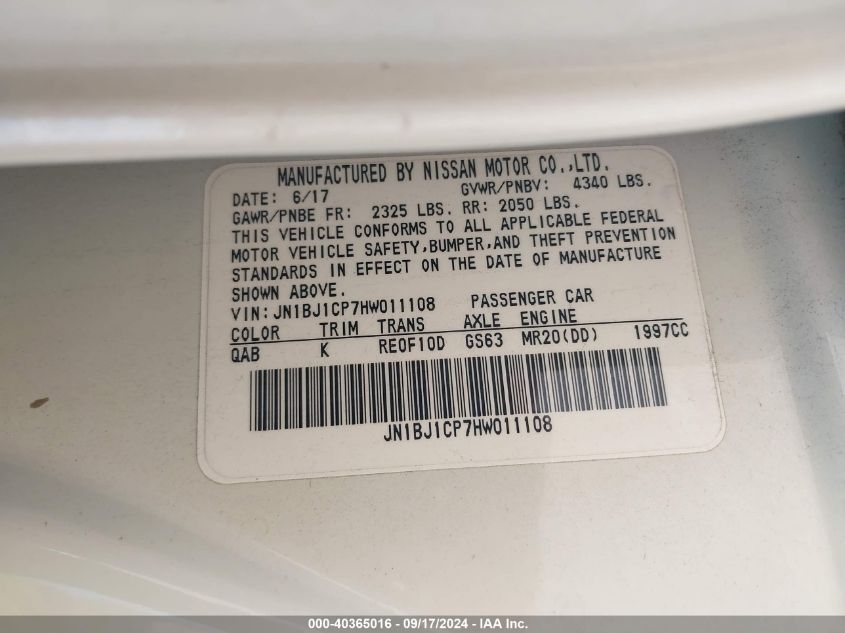 MANUFACTURED BY NISSAN MOTOR CO.,LTD.
DATE: 6/17 GVWR/PNBV: 4340 LBS.
GAWR/PNBE FR: 2325 LBS. RR: 2050 LBS.
THIS VEHICLE CONFORMS TO ALL APPLICABLE FEDERAL
MOTOR VEHICLE SAFETY,BUMPER,AND THEFT PREVENTION
STANDARDS IN EFFECT ON THE DATE OF MANUFACTURE
SHOWN ABOVE.
VIN:JN1BJ1CP7HW011108 PASSENGER CAR
COLOR TRIM TRANS AXLE ENGINE
QAB K RE0F10D GS63 MR20(DD) 1997CC
JN1BJ1CP7HW011108
000-40365016 - 09/17/2024 - IAA Inc.